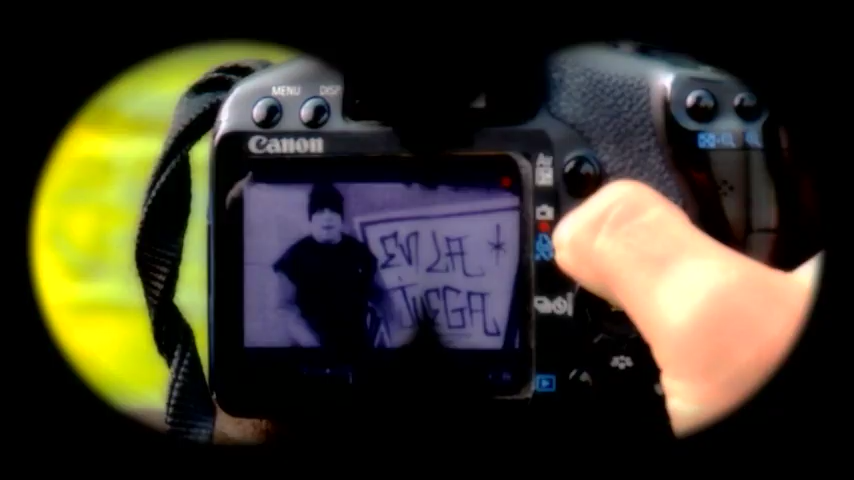 MENU
DISP
Canon
EN LA
JUEGA